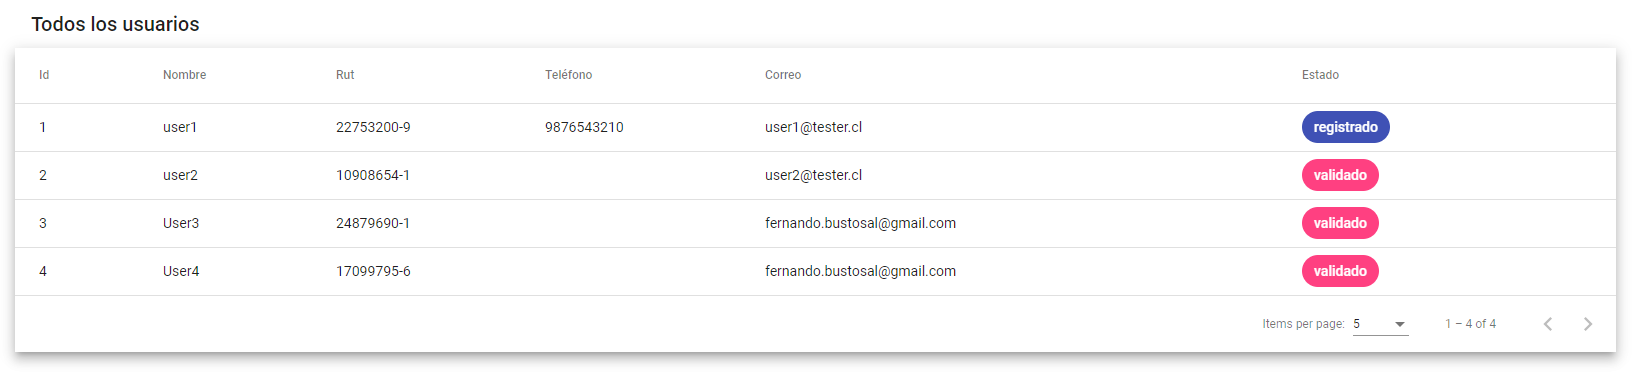 Todos los usuarios
Id Nombre Rut Teléfono Correo Estado
1 user1 22753200-9 9876543210 user1@tester.cl registrado
2 user2 10908654-1 user2@tester.cl validado
3 User3 24879690-1 fernando.bustosal@gmail.com validado
4 User4 17099795-6 fernando.bustosal@gmail.com validado
Items per page: 5 1 – 4 of 4